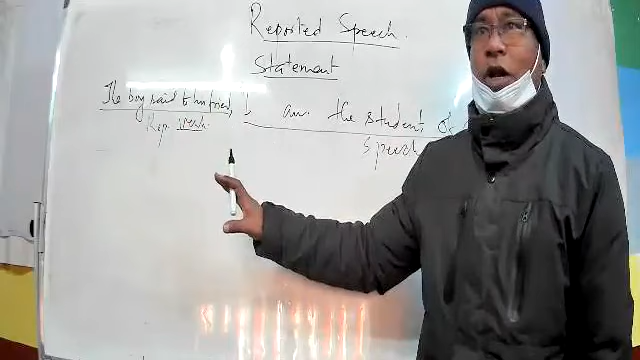 Reported Speech.
Statement
The boy said to his friend, I am the student of
Rep. speech. Speech